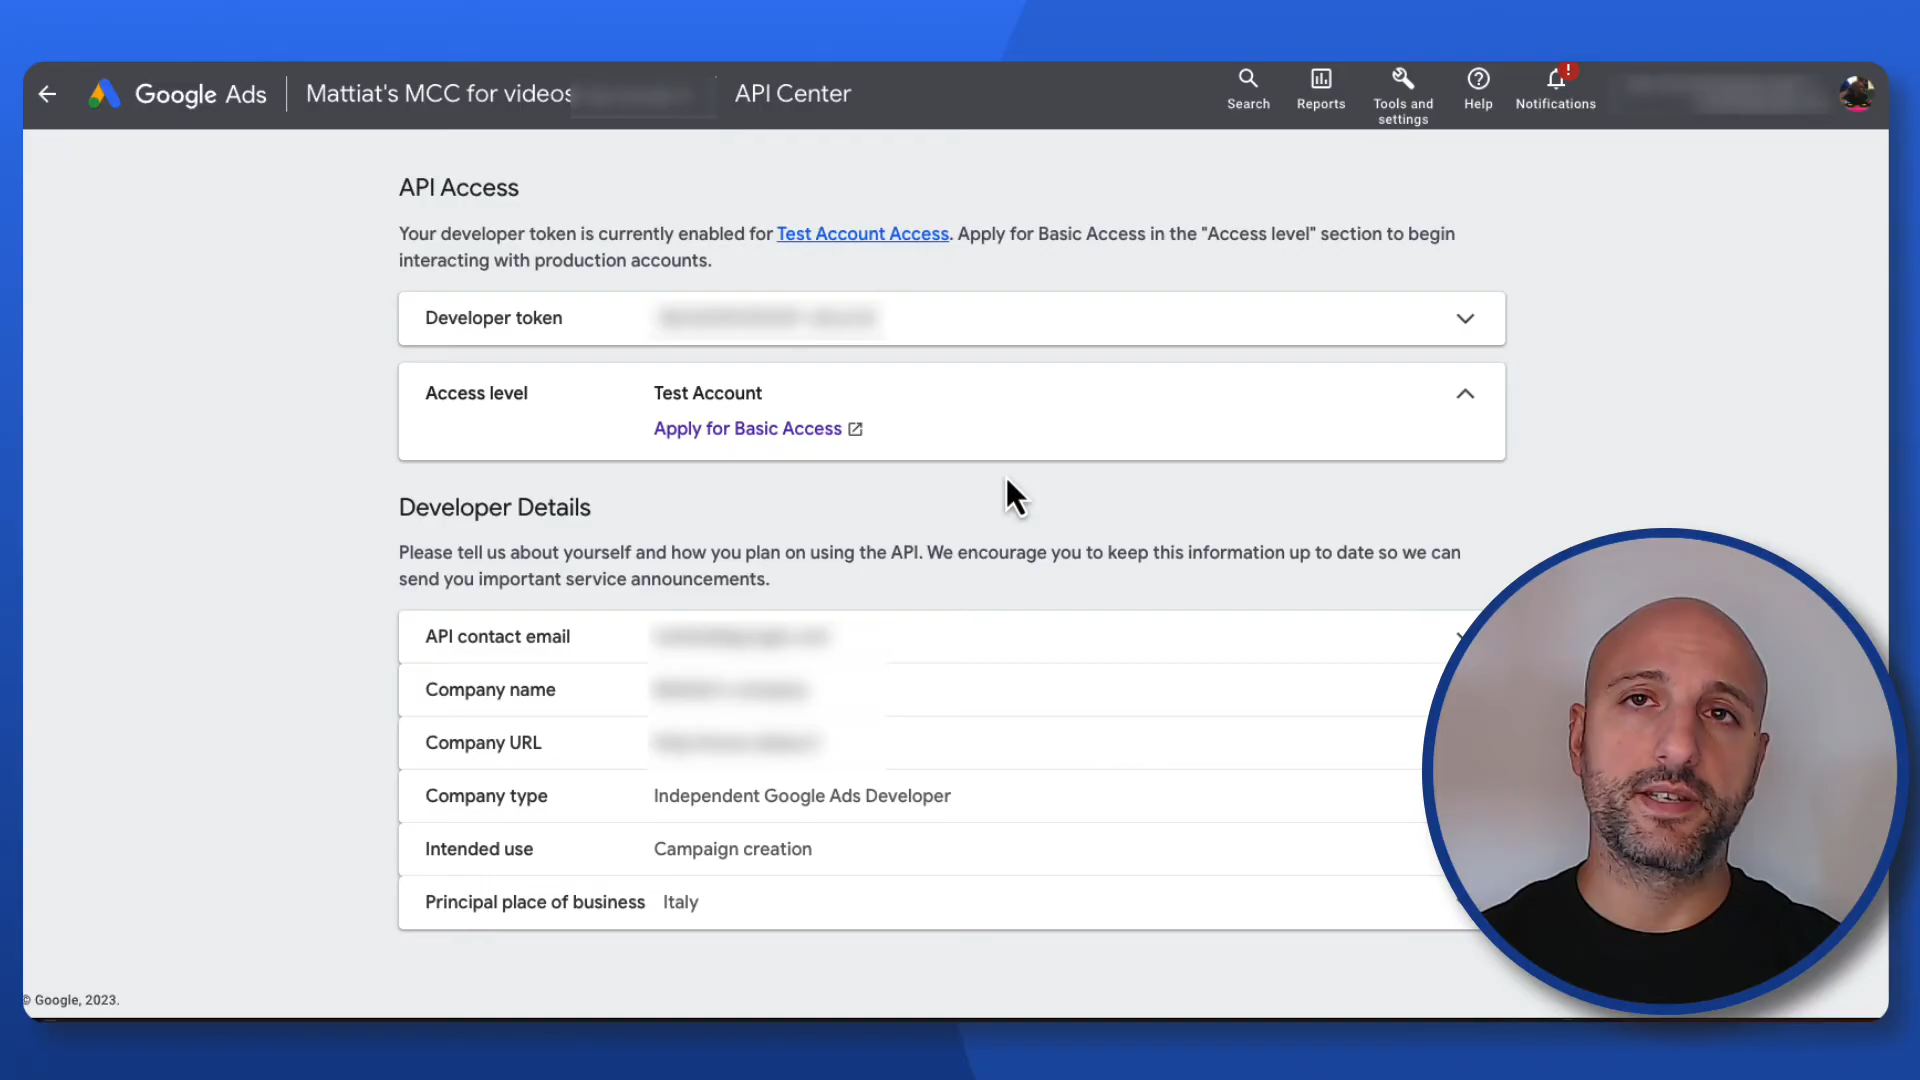 Google Ads
Mattiat's MCC for videos
API Center
Search
Reports
Tools and
settings
Help
Notifications
API Access
Your developer token is currently enabled for Test Account Access. Apply for Basic Access in the "Access level" section to begin
interacting with production accounts.
Developer token
Access level
Test Account
Apply for Basic Access
Developer Details
Please tell us about yourself and how you plan on using the API. We encourage you to keep this information up to date so we can
send you important service announcements.
API contact email
Company name
Company URL
Company type
Independent Google Ads Developer
Intended use
Campaign creation
Principal place of business
Italy
© Google, 2023.